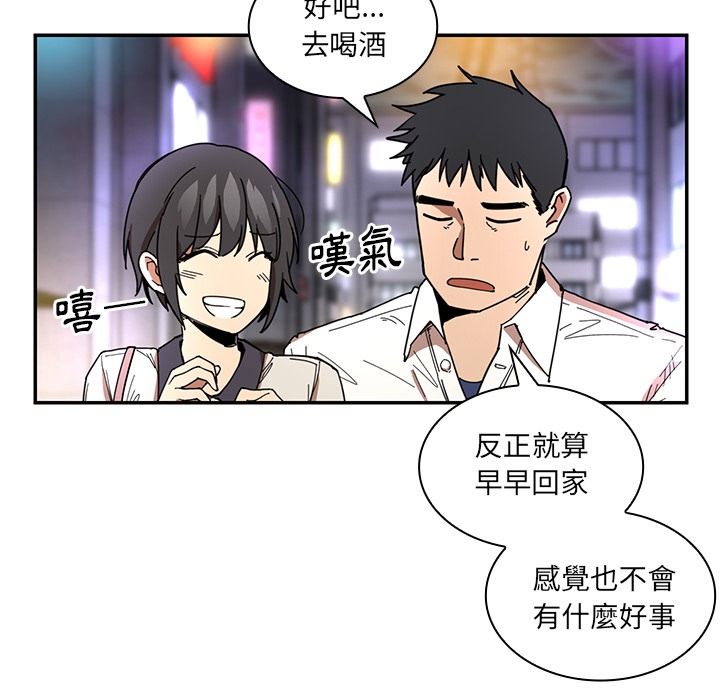 好吧…
去喝酒
嘆氣
嘻—
反正就算
早早回家
感覺也不會
有什麼好事